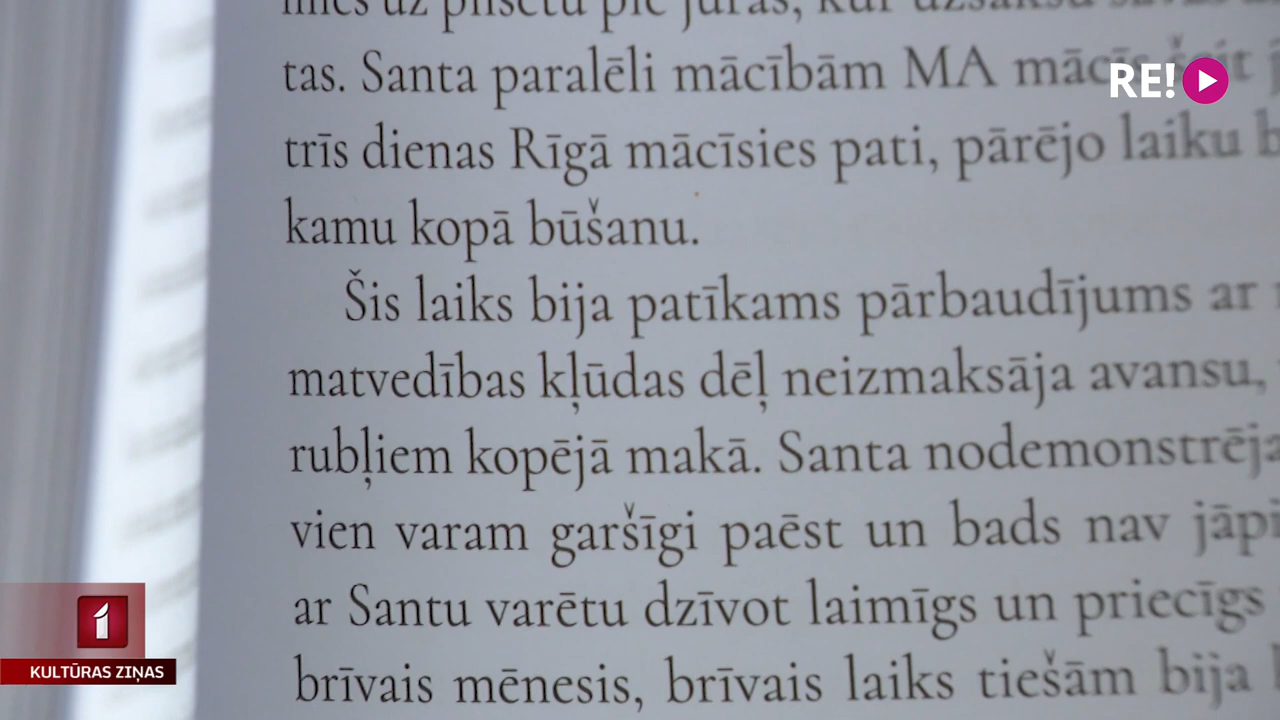 tas. Santa paralēli mācībām MA
RE!
trīs dienas Rīgā mācīsies pati, pārējo laiku
kamu kopā būšanu.
Šis laiks bija patīkams pārbaudījums ar
matvedības kļūdas dēļ neizmaksāja avansu,
rubļiem kopējā makā. Santa nodemonstrēja
vien varam garšīgi paēst un bads nav jāpi
ar Santu varētu dzīvot laimīgs un priecīgs
brīvais mēnesis, brīvais laiks tiešām bija
1
KULTŪRAS ZIŅAS